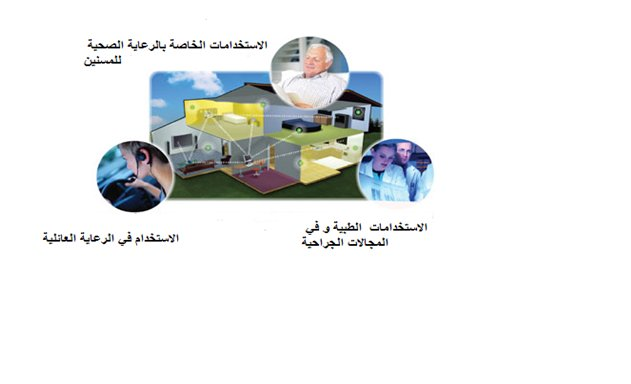 الاستخدامات الخاصة بالرعاية الصحية
للمسنين
الاستخدامات الطبية و في
المجالات الجراحية
الاستخدام في الرعاية العائلية